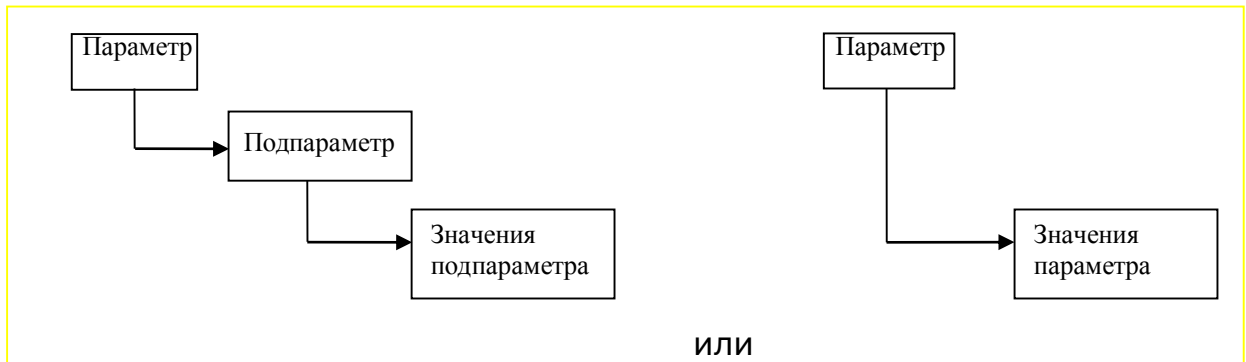 Параметр
Подпараметр
Значения
подпараметра
Параметр
Значения
параметра
или